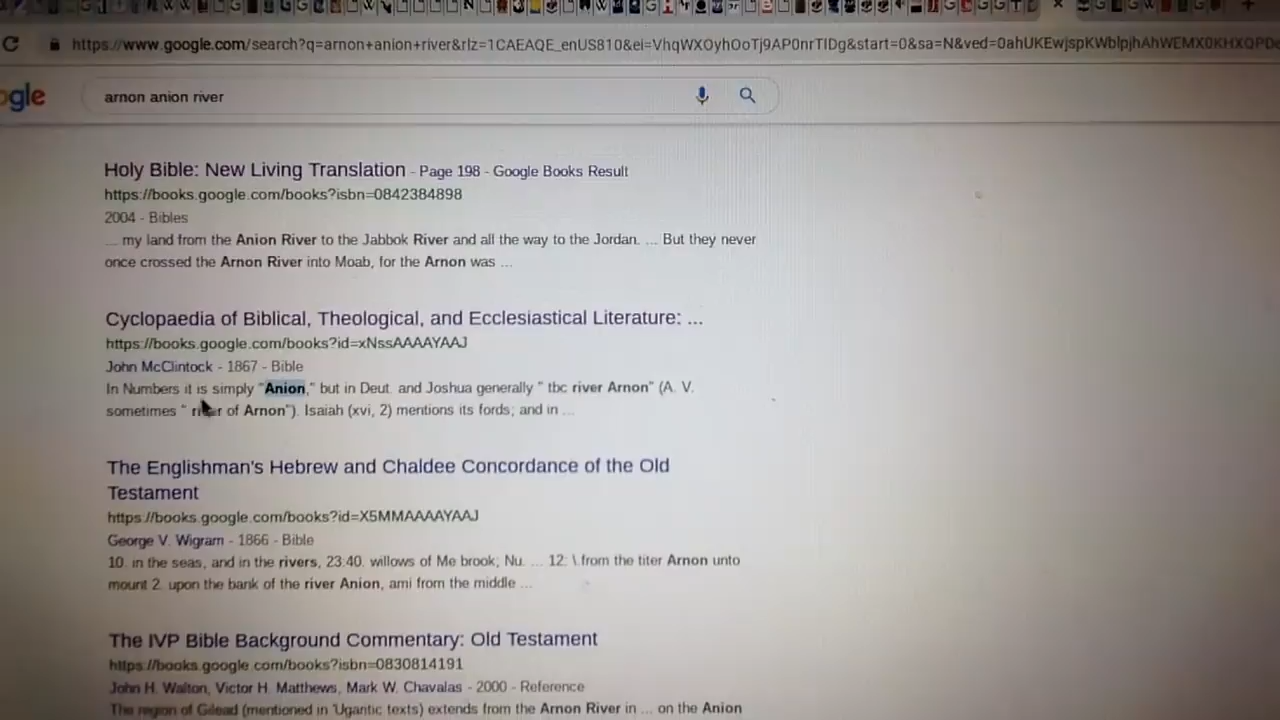 https://www.google.com/search?q=arnon+anion+river&rlz=1CAEAQE_enUS810&ei=VhqWXOyhOoTj9AP0nrTIDg&start=0&sa=N&ved=0ahUKEwjspKWblpjhAhWEMX0KHXQPD
ogle
arnon anion river
Holy Bible: New Living Translation - Page 198 - Google Books Result
https://books.google.com/books?isbn=0842384898
2004 - Bibles
... my land from the Anion River to the Jabbok River and all the way to the Jordan. ... But they never
once crossed the Arnon River into Moab, for the Arnon was ...
Cyclopaedia of Biblical, Theological, and Ecclesiastical Literature: ...
https://books.google.com/books?id=xNssAAAAYAAJ
John McClintock - 1867 - Bible
In Numbers it is simply "Anion," but in Deut. and Joshua generally " tbc river Arnon" (A. V.
sometimes " river of Arnon"). Isaiah (xvi, 2) mentions its fords; and in ...
The Englishman's Hebrew and Chaldee Concordance of the Old
Testament
https://books.google.com/books?id=X5MMAAAAYAAJ
George V. Wigram - 1866 - Bible
10. in the seas, and in the rivers, 23:40. willows of Me brook; Nu. ... 12: \ from the titer Arnon unto
mount 2. upon the bank of the river Anion, ami from the middle ...
The IVP Bible Background Commentary: Old Testament
https://books.google.com/books?isbn=0830814191
John H. Walton, Victor H. Matthews, Mark W. Chavalas - 2000 - Reference
The region of Gilead (mentioned in 'Ugantic texts) extends from the Arnon River in ... on the Anion